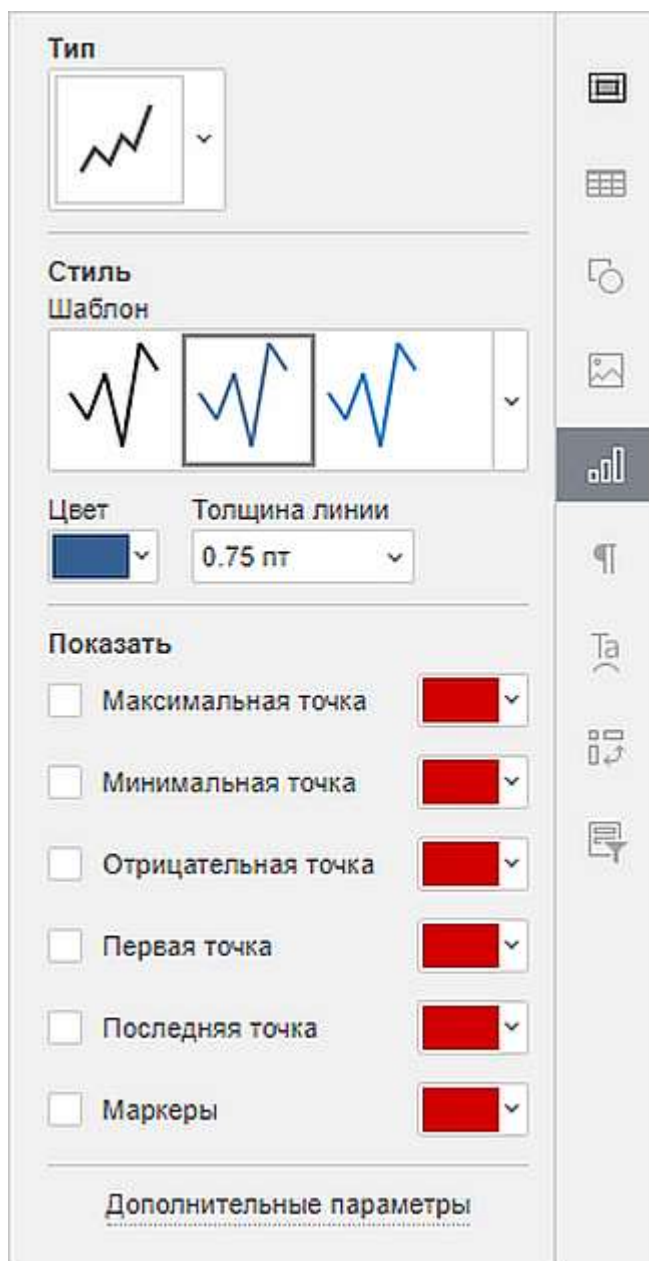 Тип
Стиль
Шаблон
Цвет Толщина линии
0.75 пт
Показать
Максимальная точка
Минимальная точка
Отрицательная точка
Первая точка
Последняя точка
Маркеры
Дополнительные параметры
Ta